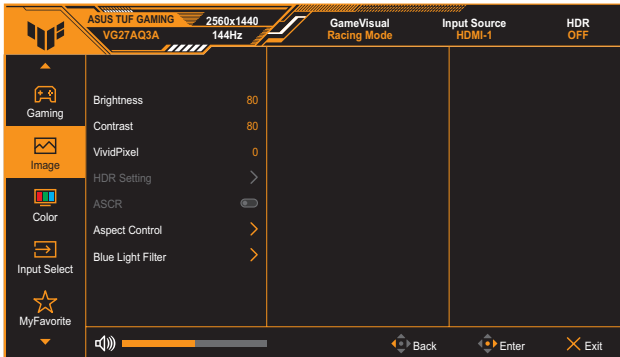 ASUS TUF GAMING 2560x1440 GameVisual Input Source HDR
VG27AQ3A 144Hz Racing Mode HDMI-1 OFF
Gaming
Image
Color
Input Select
MyFavorite
Brightness 80
Contrast 80
VividPixel 0
HDR Setting
ASCR
Aspect Control
Blue Light Filter
Back Enter Exit